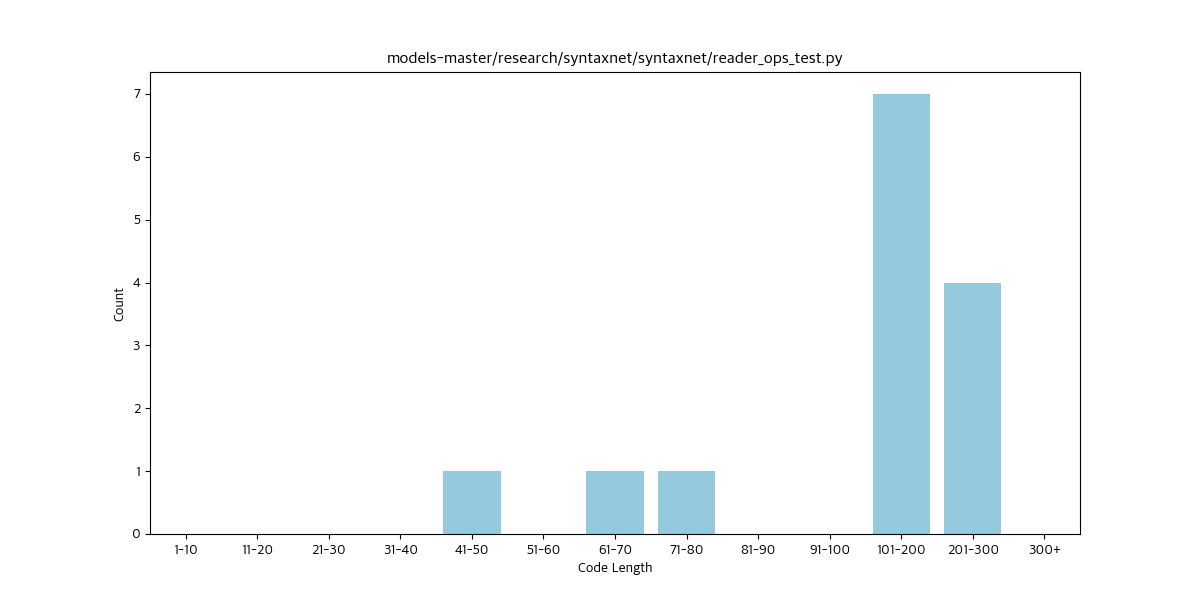 models-master/research/syntaxnet/syntaxnet/reader_ops_test.py
7
6
5
4
3
2
1
0
Count
1-10 11-20 21-30 31-40 41-50 51-60 61-70 71-80 81-90 91-100 101-200 201-300 300+
Code Length